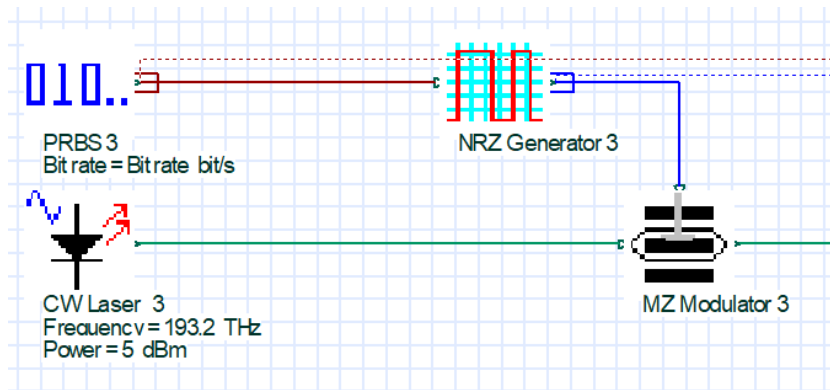 010..
PRBS 3
Bit rate = Bit rate bit/s
NRZ Generator 3
CW Laser 3
Frequency = 193.2 THz
Power = 5 dBm
MZ Modulator 3